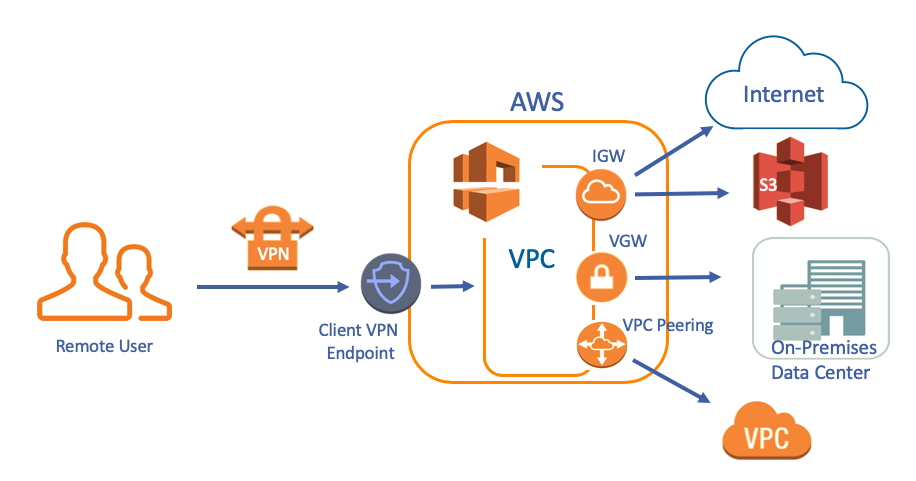 AWS
Internet
IGW
S3
VPN
VGW
VPC
Client VPN
Endpoint
VPC Peering
Remote User
On-Premises
Data Center
VPC